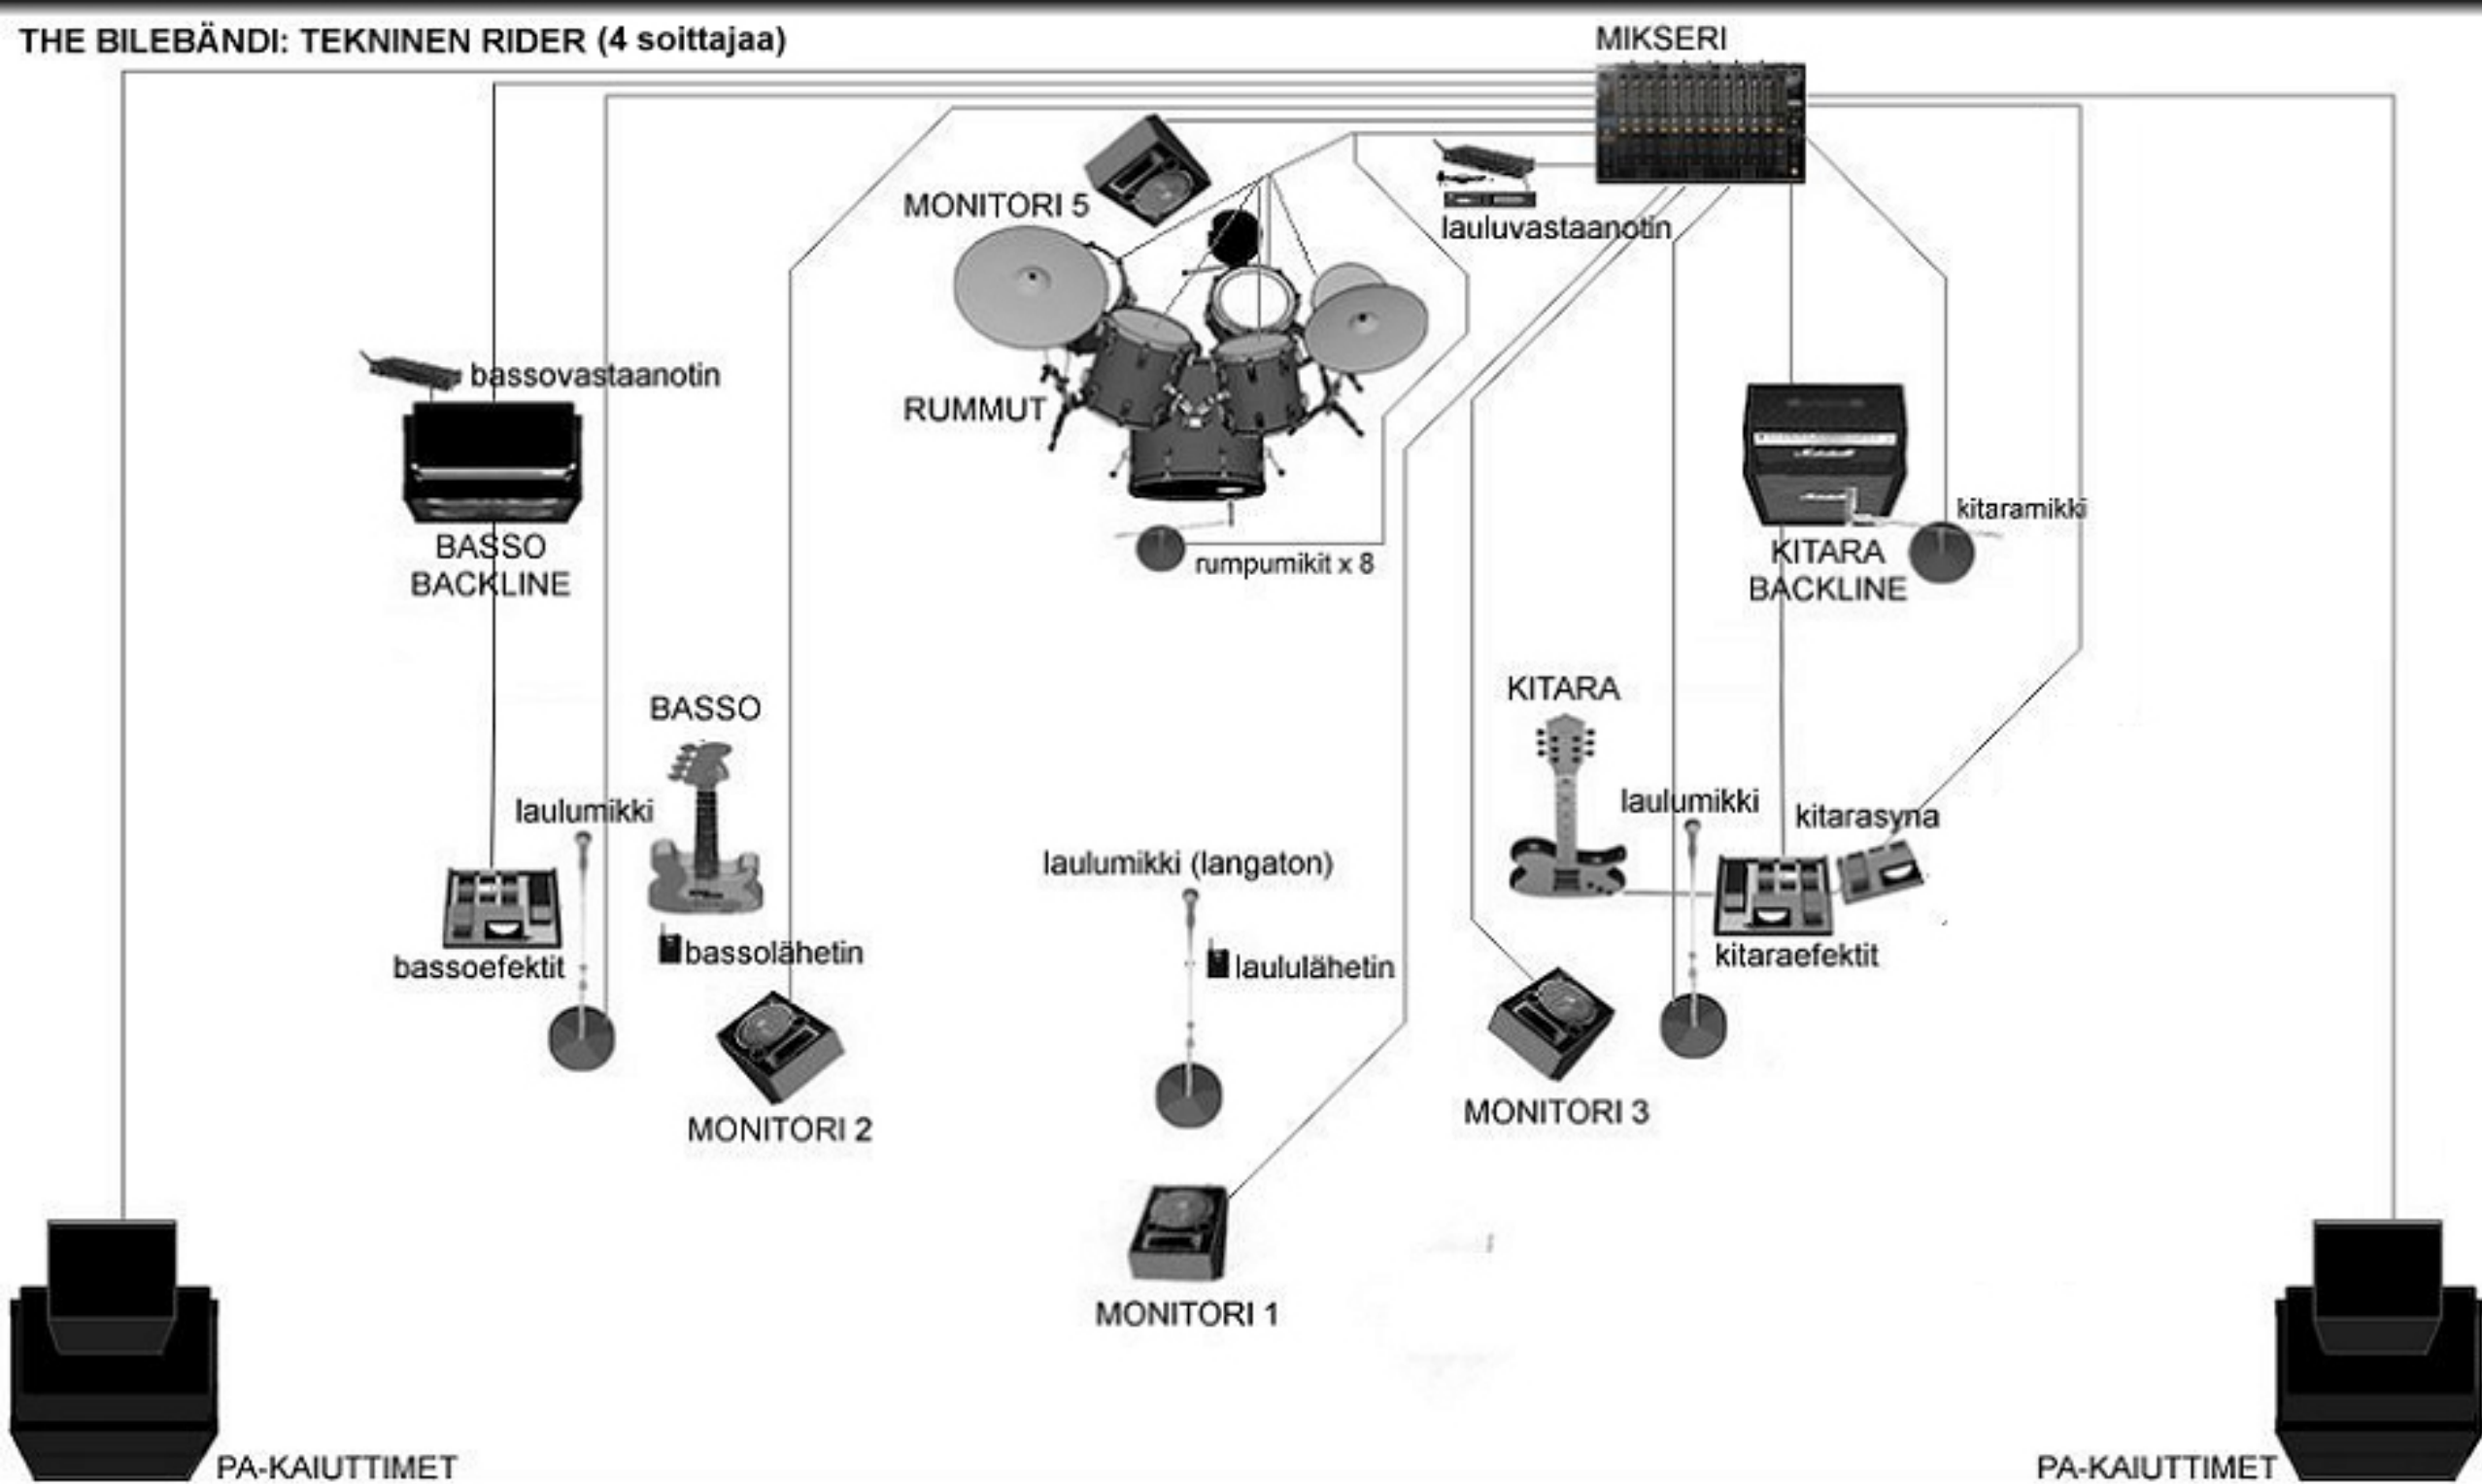 THE BILEBÄNDI: TEKNINEN RIDER (4 soittajaa)
MIKSERI
MONITORI 5
lauluvastaanotin
bassovastaanotin
RUMMUT
kitaramikki
BASSO
BACKLINE
rumpumikit x 8
KITARA
BACKLINE
BASSO
KITARA
laulumikki
laulumikki
kitarasyna
laulumikki (langaton)
bassoefektit
bassolähetin
laululähetin
kitaraefektit
MONITORI 2
MONITORI 3
MONITORI 1
PA-KAIUTTIMET
PA-KAIUTTIMET